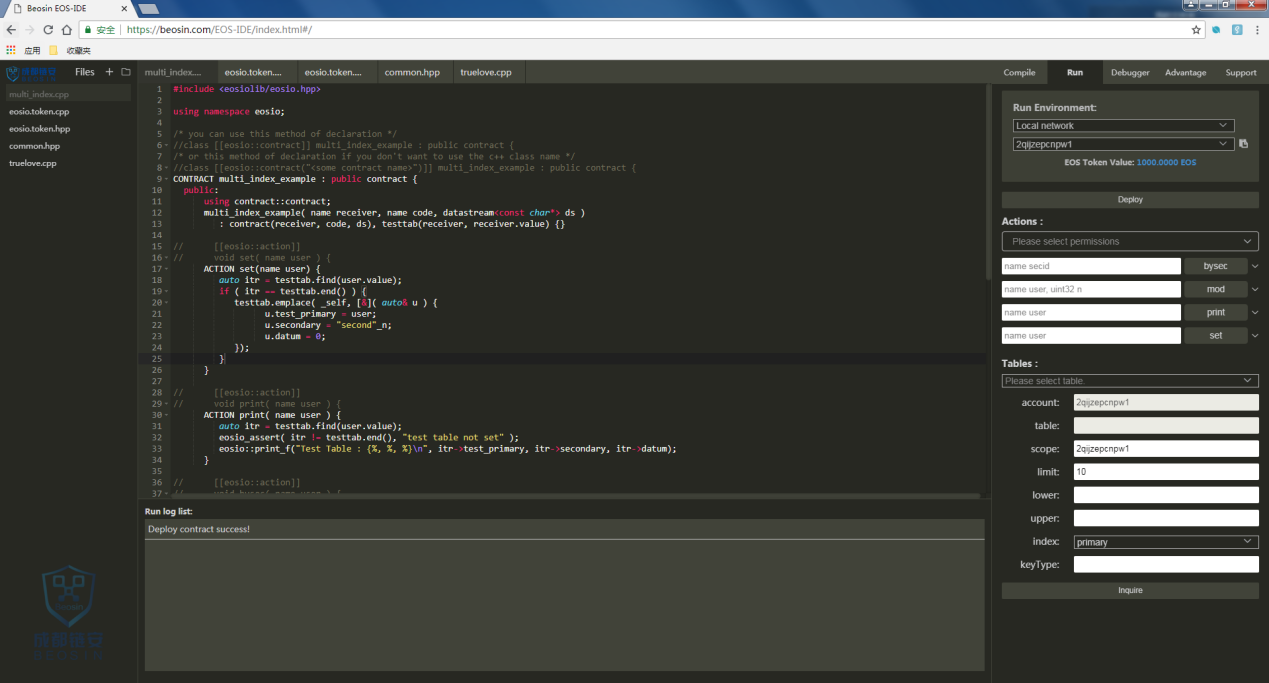 Beosin EOS-IDE
安全 https://beosin.com/EOS-IDE/index.html#/
应用 收藏夹
Files
multi_index.cpp
eosio.token.cpp
eosio.token.hpp
common.hpp
truelove.cpp
multi_index.... eosio.token.... eosio.token.... common.hpp truelove.cpp
1 #include <eosiolib/eosio.hpp>
2
3 using namespace eosio;
4
5 /* you can use this method of declaration */
6 //class [[eosio::contract]] multi_index_example : public contract {
7 /* or this method of declaration if you don't want to use the c++ class name */
8 //class [[eosio::contract("<some contract name>")]] multi_index_example : public contract {
9 CONTRACT multi_index_example : public contract {
10 public:
11 using contract::contract;
12 multi_index_example( name receiver, name code, datastream<const char*> ds )
13 : contract(receiver, code, ds), testtab(receiver, receiver.value) {}
14
15 // [[eosio::action]]
16 // void set( name user ) {
17 ACTION set(name user) {
18 auto itr = testtab.find(user.value);
19 if ( itr == testtab.end() ) {
20 testtab.emplace( _self, [&]( auto& u ) {
21 u.test_primary = user;
22 u.secondary = "second"_n;
23 u.datum = 0;
24 });
25 }
26 }
27
28 // [[eosio::action]]
29 // void print( name user ) {
30 ACTION print( name user ) {
31 auto itr = testtab.find(user.value);
32 eosio_assert( itr != testtab.end(), "test table not set" );
33 eosio::print_f("Test Table : {%, %, %}\n", itr->test_primary, itr->secondary, itr->datum);
34 }
35
36 // [[eosio::action]]
37 // void bysec( name user ) {
Run log list:
Deploy contract success!
Compile Run Debugger Advantage Support
Run Environment:
Local network
2qijzepcnpw1
EOS Token Value: 1000.0000 EOS
Deploy
Actions :
Please select permissions
name secid bysec
name user, uint32 n mod
name user print
name user set
Tables :
Please select table.
account: 2qijzepcnpw1
table:
scope: 2qijzepcnpw1
limit: 10
lower:
upper:
index: primary
keyType:
Inquire